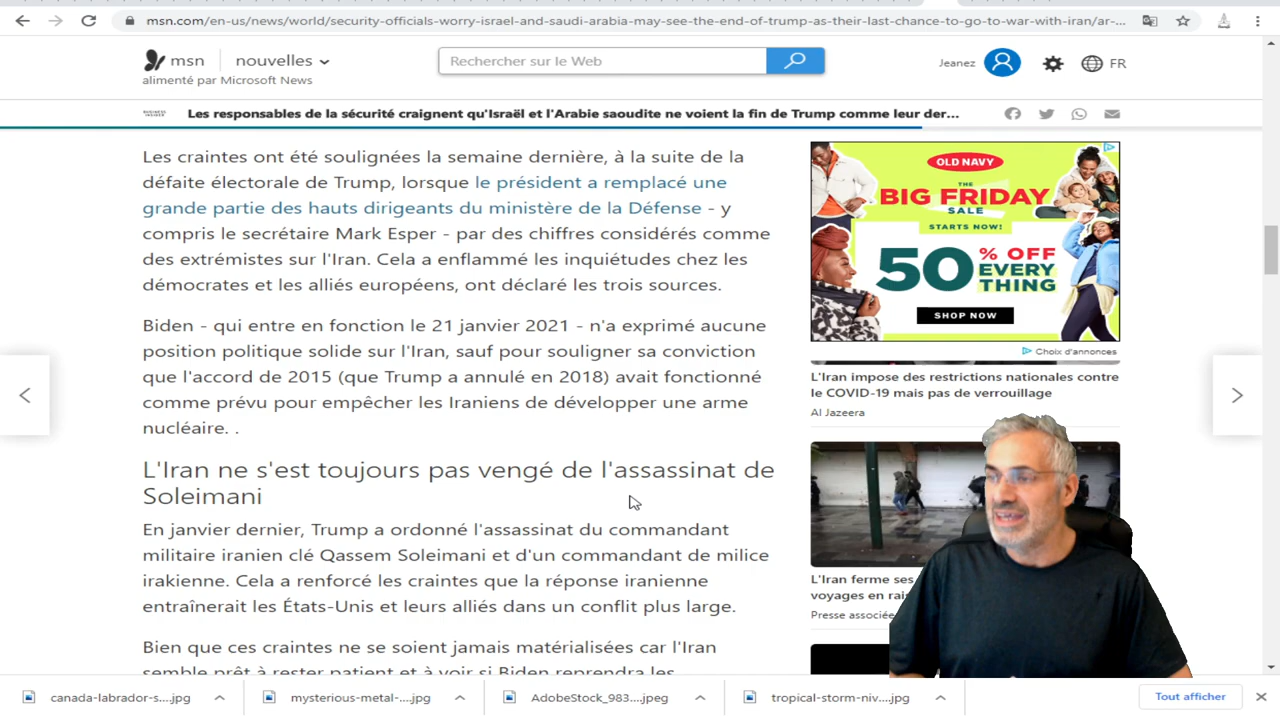 msn.com/en-us/news/world/security-officials-worry-israel-and-saudi-arabia-may-see-the-end-of-trump-as-their-last-chance-to-go-to-war-with-iran/ar-...
msn
nouvelles
alimenté par Microsoft News
Rechercher sur le Web
Jeanez
FR
BUSINESS INSIDER
Les responsables de la sécurité craignent qu'Israël et l'Arabie saoudite ne voient la fin de Trump comme leur der...
Les craintes ont été soulignées la semaine dernière, à la suite de la
défaite électorale de Trump, lorsque le président a remplacé une
grande partie des hauts dirigeants du ministère de la Défense - y
compris le secrétaire Mark Esper - par des chiffres considérés comme
des extrémistes sur l'Iran. Cela a enflammé les inquiétudes chez les
démocrates et les alliés européens, ont déclaré les trois sources.
Biden - qui entre en fonction le 21 janvier 2021 - n'a exprimé aucune
position politique solide sur l'Iran, sauf pour souligner sa conviction
que l'accord de 2015 (que Trump a annulé en 2018) avait fonctionné
comme prévu pour empêcher les Iraniens de développer une arme
nucléaire. .
L'Iran ne s'est toujours pas vengé de l'assassinat de
Soleimani
En janvier dernier, Trump a ordonné l'assassinat du commandant
militaire iranien clé Qassem Soleimani et d'un commandant de milice
irakienne. Cela a renforcé les craintes que la réponse iranienne
entraînerait les États-Unis et leurs alliés dans un conflit plus large.
Bien que ces craintes ne se soient jamais matérialisées car l'Iran
semble prêt à rester patient et à voir si Biden reprendra les
OLD NAVY
THE
BIG FRIDAY
SALE
STARTS NOW!
50 % OFF
EVERY
THING
SHOP NOW
Choix d'annonces
L'Iran impose des restrictions nationales contre
le COVID-19 mais pas de verrouillage
Al Jazeera
L'Iran ferme ses
voyages en rai
Presse associée
canada-labrador-s....jpg
mysterious-metal-....jpg
AdobeStock_983....jpeg
tropical-storm-niv....jpg
Tout afficher